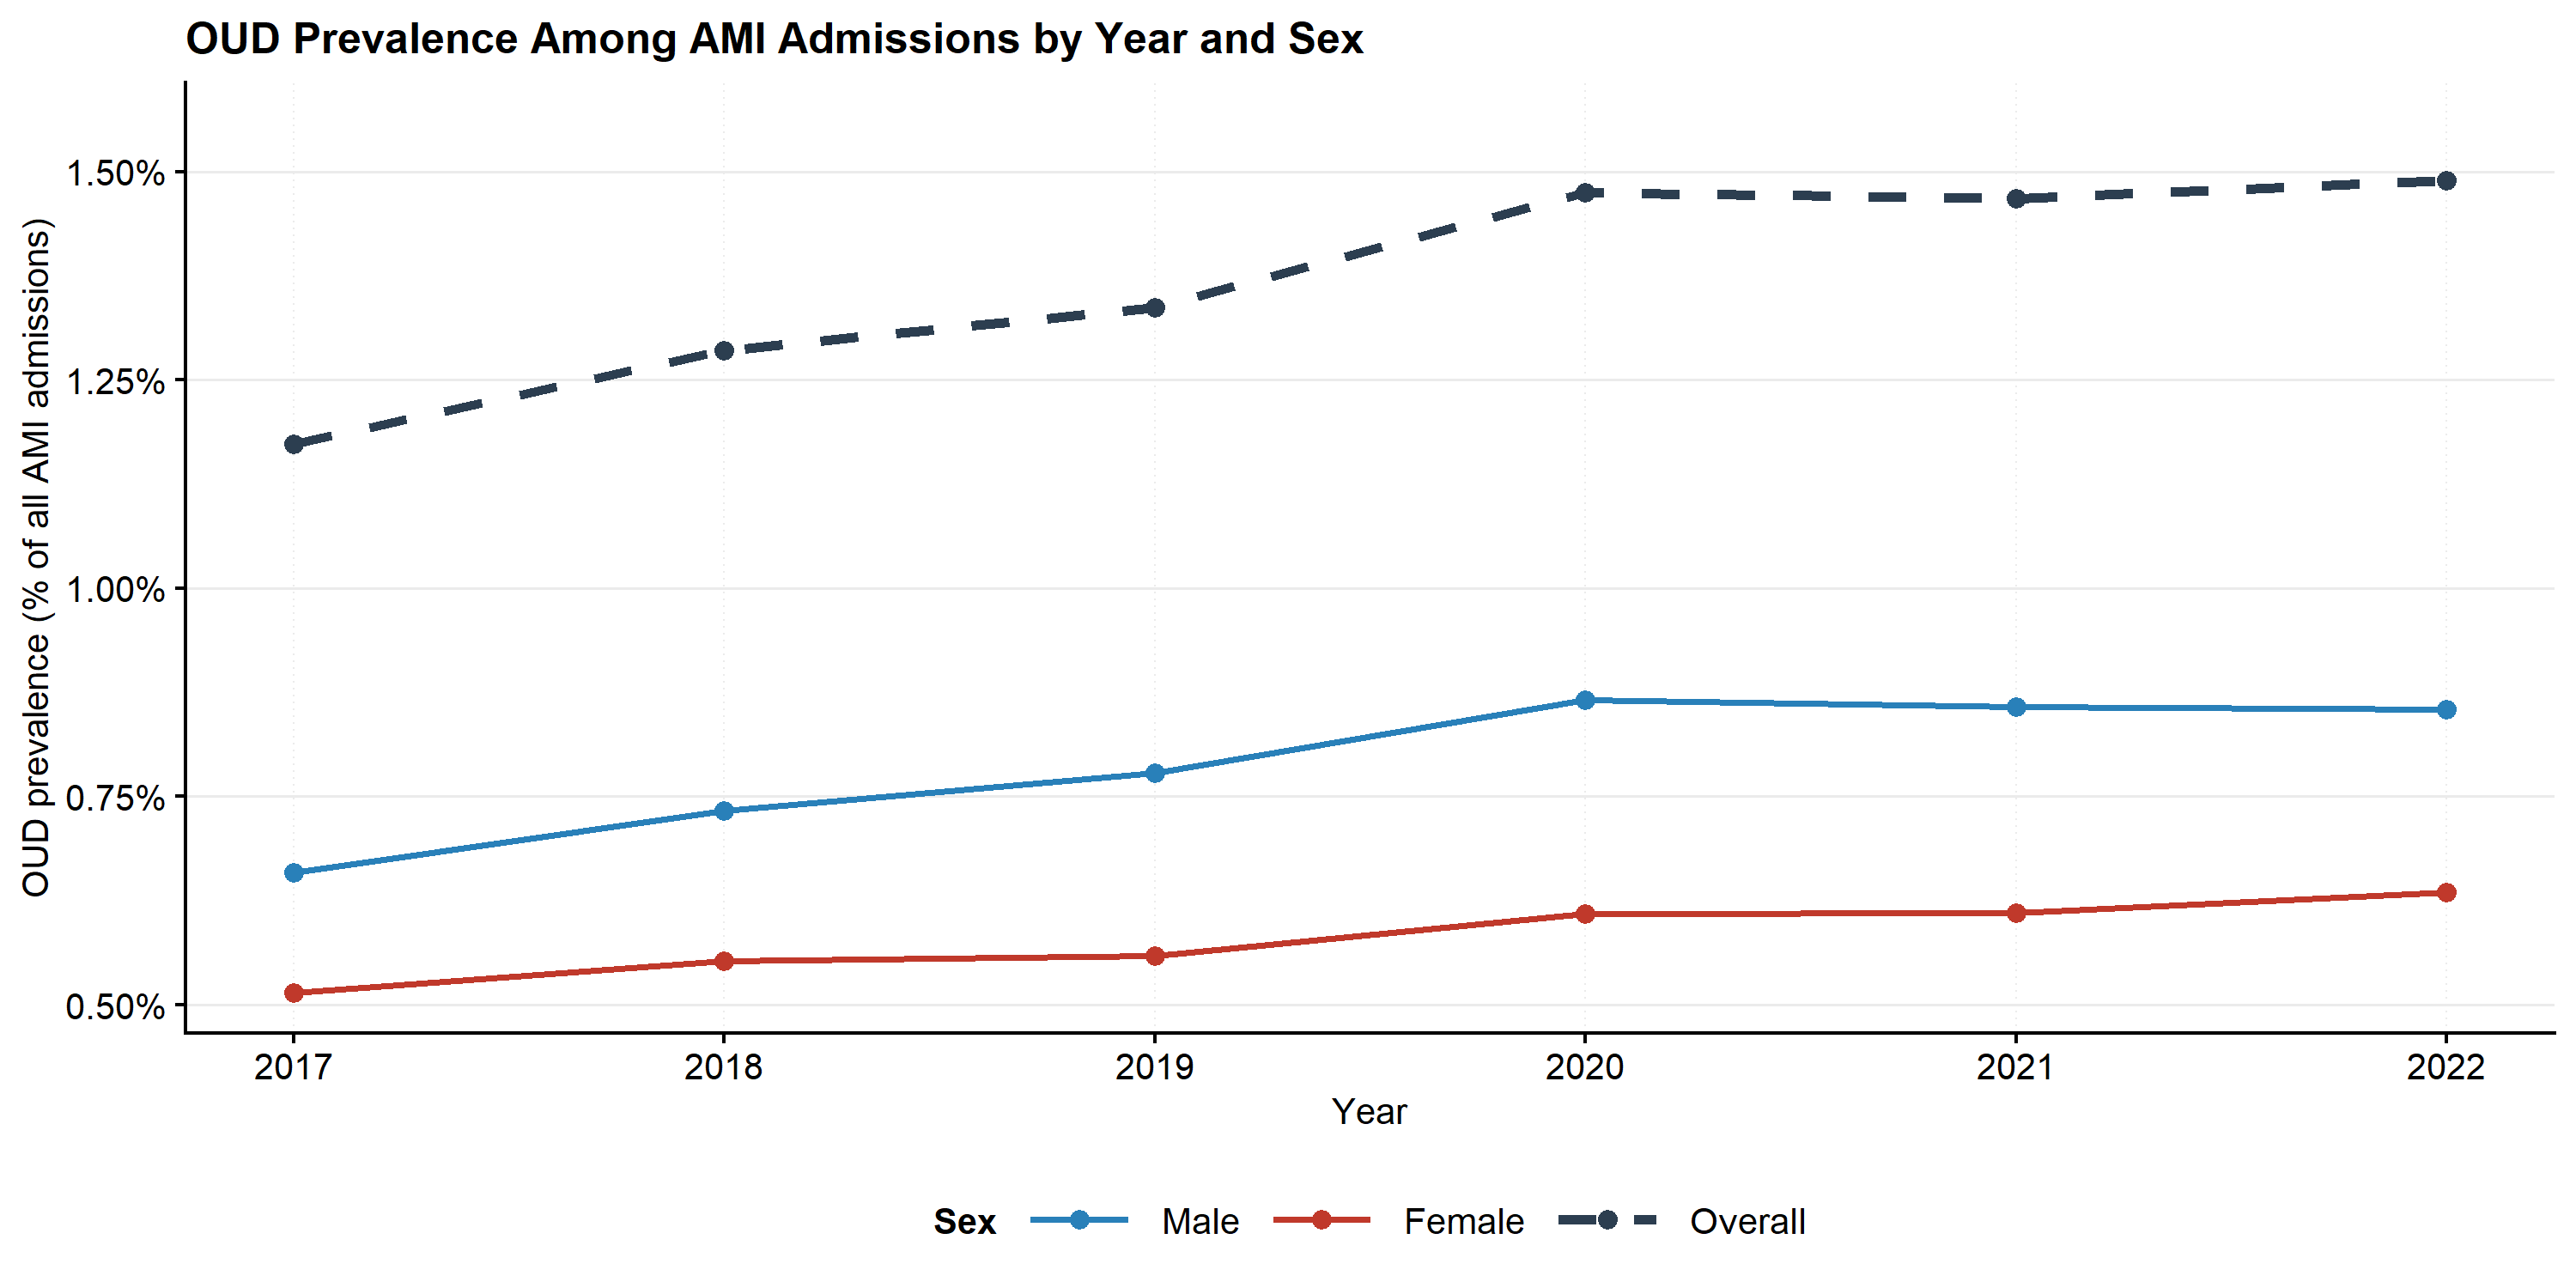 OUD Prevalence Among AMI Admissions by Year and Sex
OUD prevalence (% of all AMI admissions)
1.50%
1.25%
1.00%
0.75%
0.50%
2017 2018 2019 2020 2021 2022
Year
Sex Male Female Overall